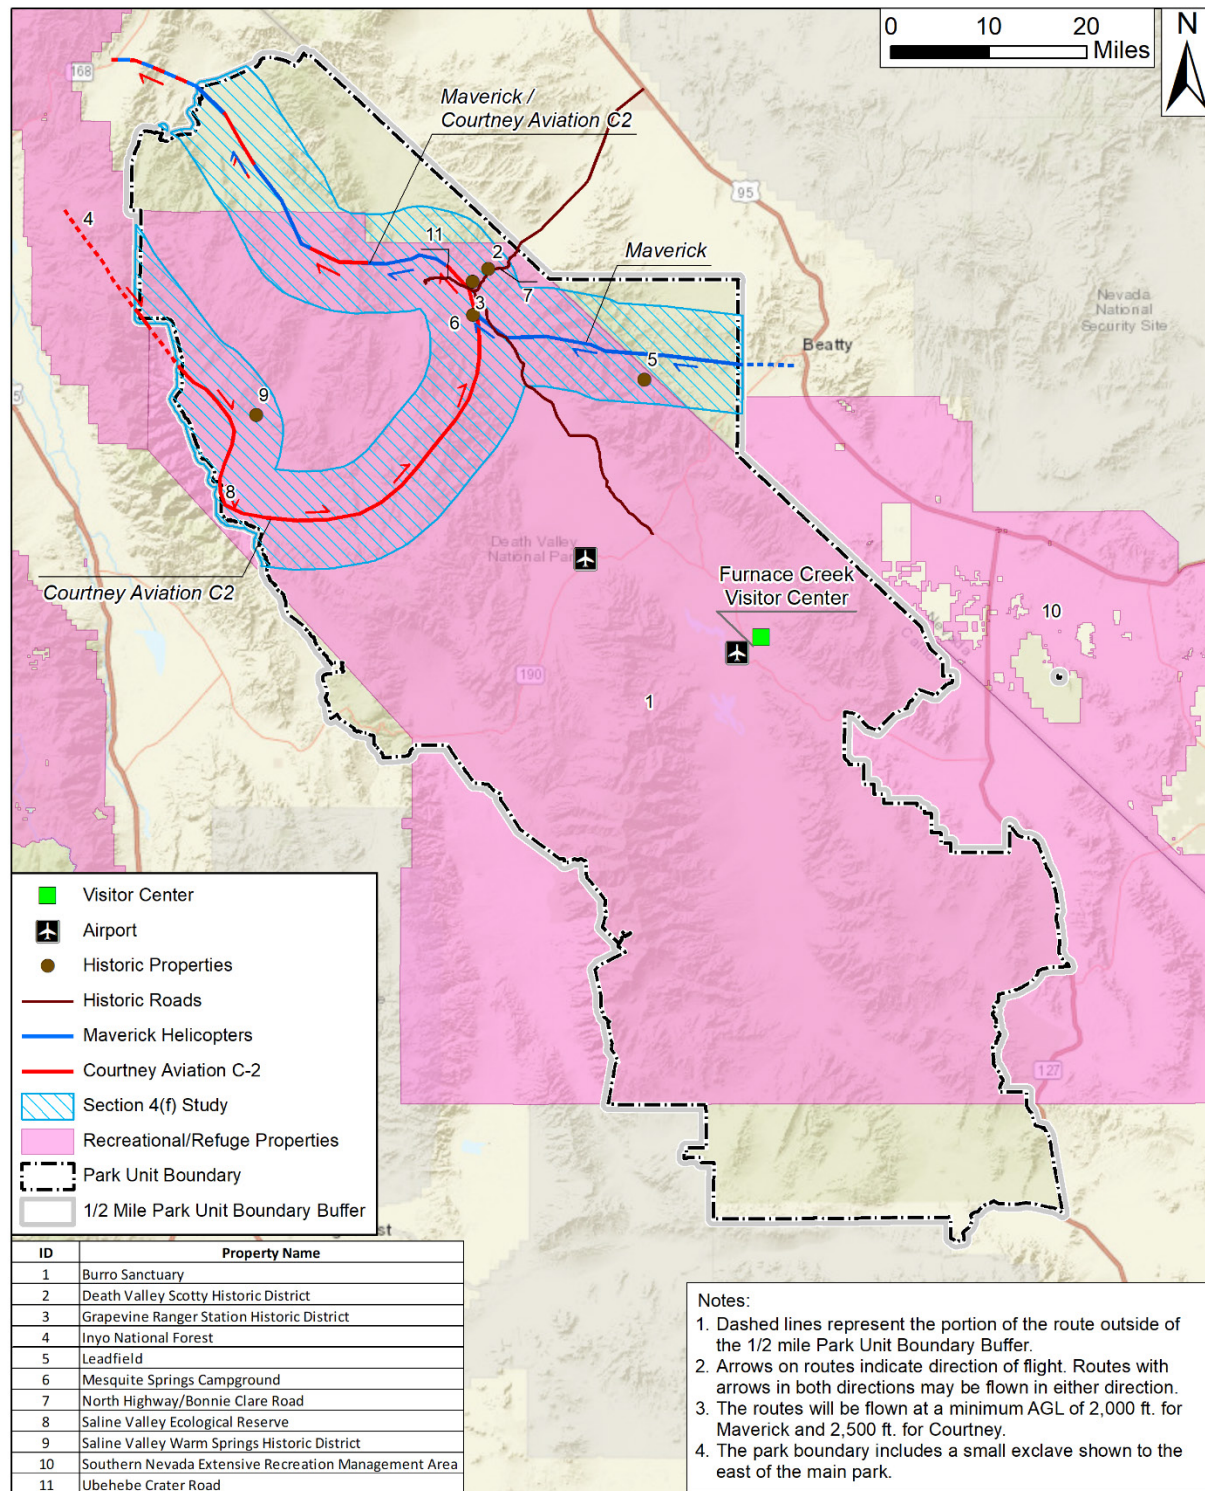 0 10 20
Miles
N
168
Maverick /
Courtney Aviation C2
95
4
11
2
Maverick
7
3
6
Nevada
National
Security Site
Beatty
5
9
8
Death Valley
National Par
Courtney Aviation C2
Furnace Creek
Visitor Center
10
190
1
127
Visitor Center
Airport
Historic Properties
Historic Roads
Maverick Helicopters
Courtney Aviation C-2
Section 4(f) Study
Recreational/Refuge Properties
Park Unit Boundary
1/2 Mile Park Unit Boundary Buffer
ID Property Name
1 Burro Sanctuary
2 Death Valley Scotty Historic District
3 Grapevine Ranger Station Historic District
4 Inyo National Forest
5 Leadfield
6 Mesquite Springs Campground
7 North Highway/Bonnie Clare Road
8 Saline Valley Ecological Reserve
9 Saline Valley Warm Springs Historic District
10 Southern Nevada Extensive Recreation Management Area
11 Ubehebe Crater Road
Notes:
1. Dashed lines represent the portion of the route outside of
the 1/2 mile Park Unit Boundary Buffer.
2. Arrows on routes indicate direction of flight. Routes with
arrows in both directions may be flown in either direction.
3. The routes will be flown at a minimum AGL of 2,000 ft. for
Maverick and 2,500 ft. for Courtney.
4. The park boundary includes a small exclave shown to the
east of the main park.